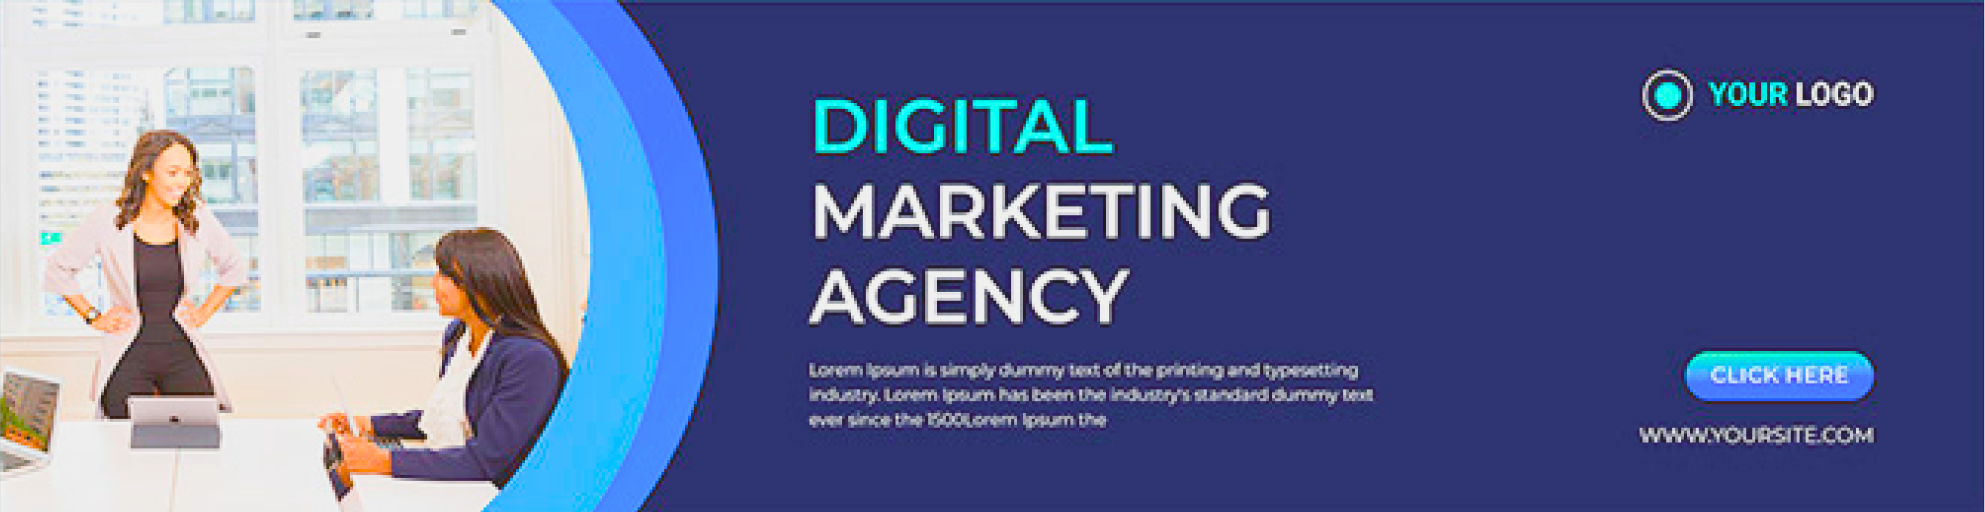 DIGITAL
MARKETING
AGENCY
Lorem Ipsum is simply dummy text of the printing and typesetting
industry. Lorem Ipsum has been the industry's standard dummy text
ever since the 1500Lorem Ipsum the
YOUR LOGO
CLICK HERE
WWW.YOURSITE.COM